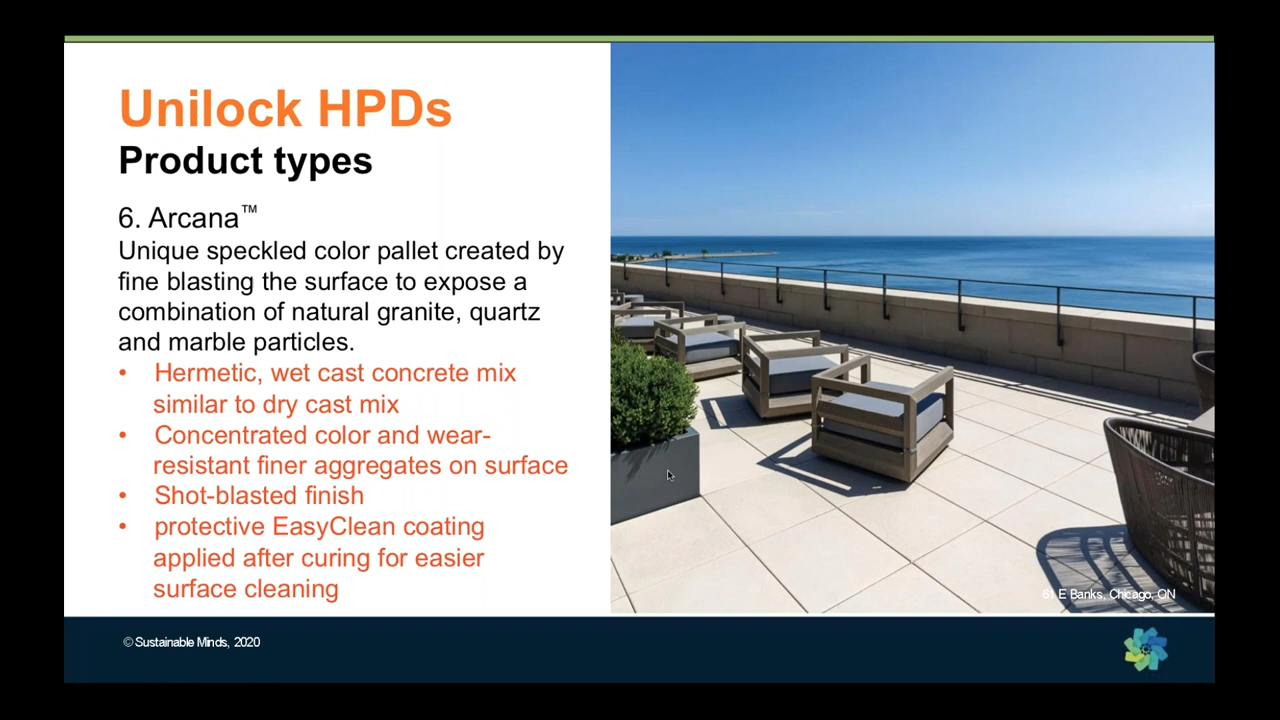 Unilock HPDs
Product types
6. Arcana™
Unique speckled color pallet created by
fine blasting the surface to expose a
combination of natural granite, quartz
and marble particles.
• Hermetic, wet cast concrete mix
similar to dry cast mix
• Concentrated color and wear-
resistant finer aggregates on surface
• Shot-blasted finish
• protective EasyClean coating
applied after curing for easier
surface cleaning
61 E Banks, Chicago, ON
© Sustainable Minds, 2020